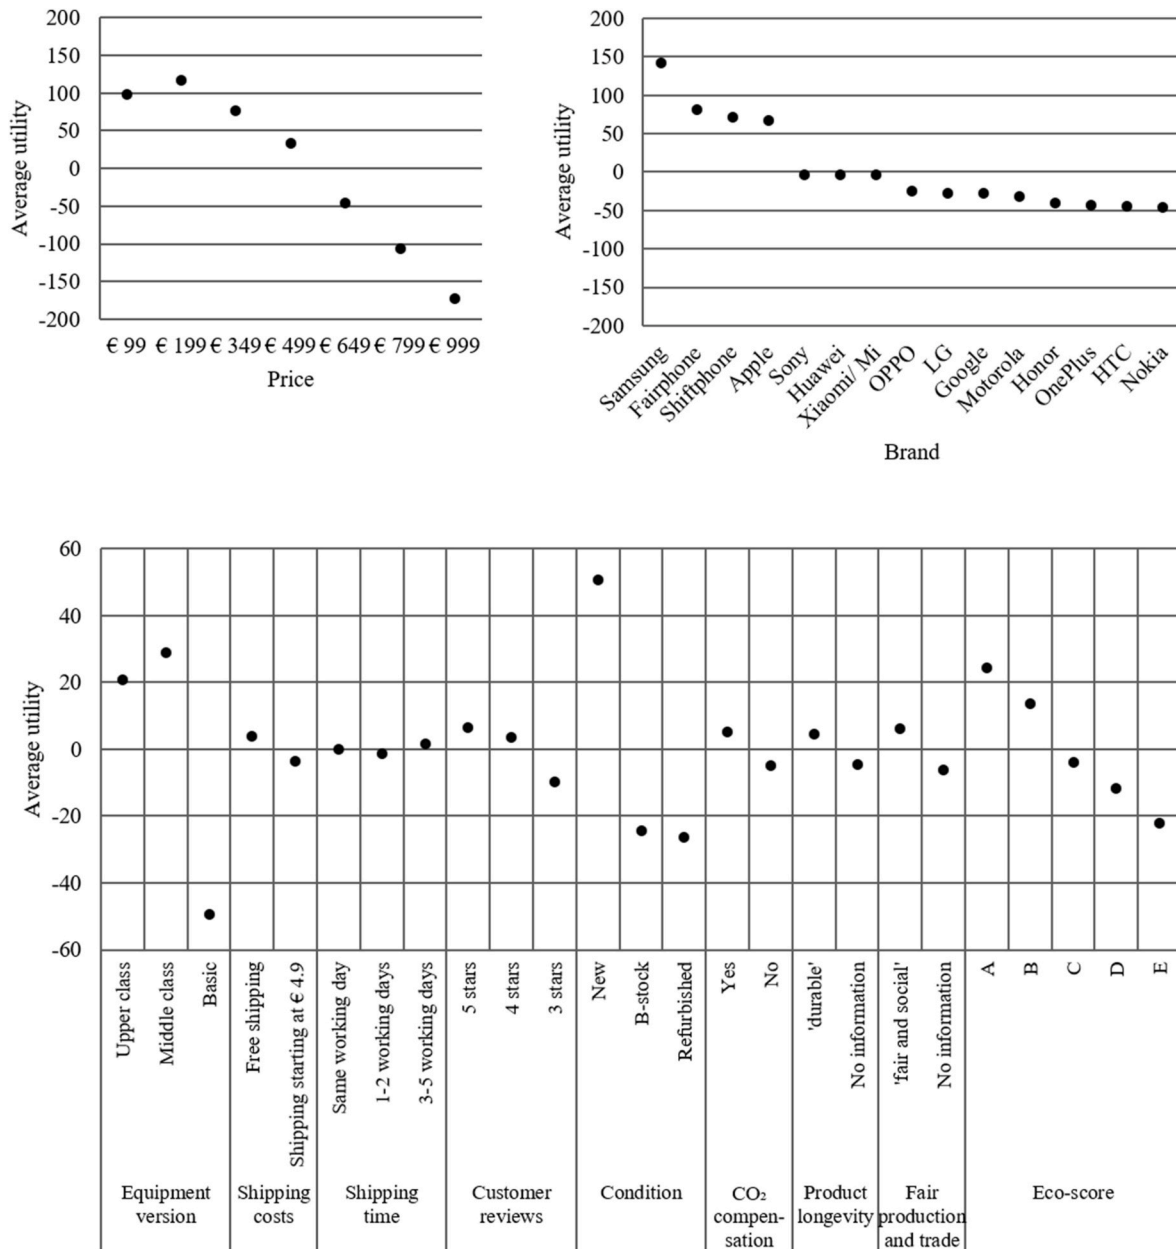 200
150
100
50
0
-50
-100
-150
-200
Average utility
€ 99 € 199 € 349 € 499 € 649 € 799 € 999
Price
200
150
100
50
0
-50
-100
-150
-200
Average utility
Samsung
Fairphone
Shiftphone
Apple
Sony
Huawei
Xiaomi/ Mi
OPPO
LG
Google
Motorola
Honor
OnePlus
HTC
Nokia
Brand
60
40
20
0
-20
-40
-60
Average utility
Upper class
Middle class
Basic
Free shipping
Shipping starting at € 4.9
Same working day
1-2 working days
3-5 working days
5 stars
4 stars
3 stars
New
B-stock
Refurbished
Yes
No
'durable'
No information
'fair and social'
No information
A
B
C
D
E
Equipment
version
Shipping
costs
Shipping
time
Customer
reviews
Condition
CO₂
compen-
sation
Product
longevity
Fair
production
and trade
Eco-score